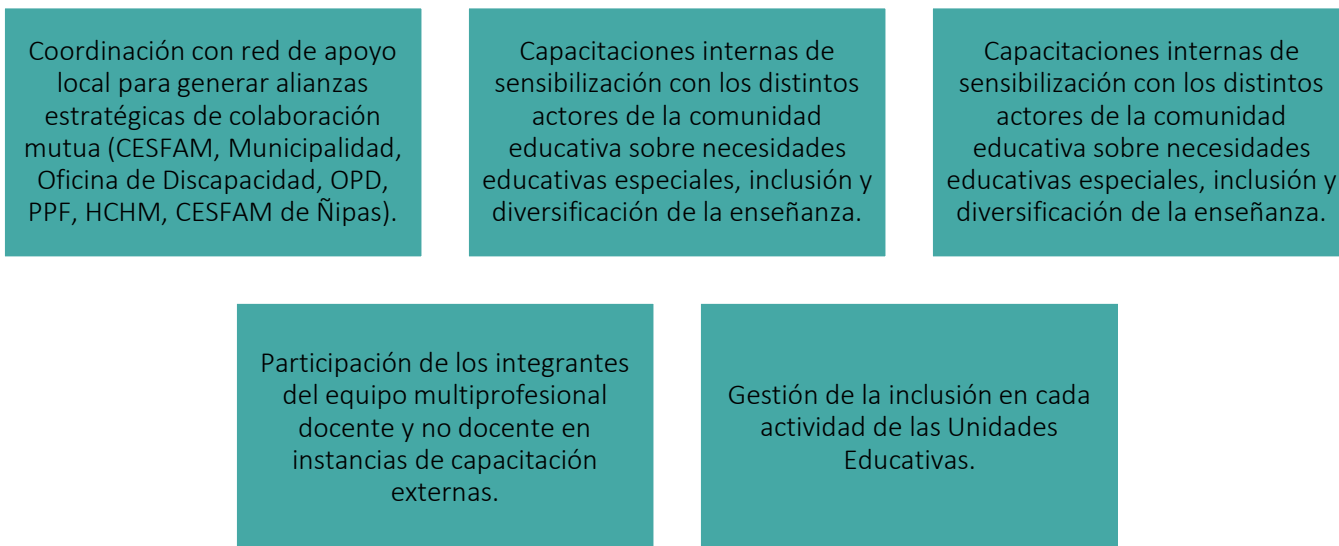 Coordinación con red de apoyo
local para generar alianzas
estratégicas de colaboración
mutua (CESFAM, Municipalidad,
Oficina de Discapacidad, OPD,
PPF, HCHM, CESFAM de Ñipas).
Capacitaciones internas de
sensibilización con los distintos
actores de la comunidad
educativa sobre necesidades
educativas especiales, inclusión y
diversificación de la enseñanza.
Capacitaciones internas de
sensibilización con los distintos
actores de la comunidad
educativa sobre necesidades
educativas especiales, inclusión y
diversificación de la enseñanza.
Participación de los integrantes
del equipo multiprofesional
docente y no docente en
instancias de capacitación
externas.
Gestión de la inclusión en cada
actividad de las Unidades
Educativas.